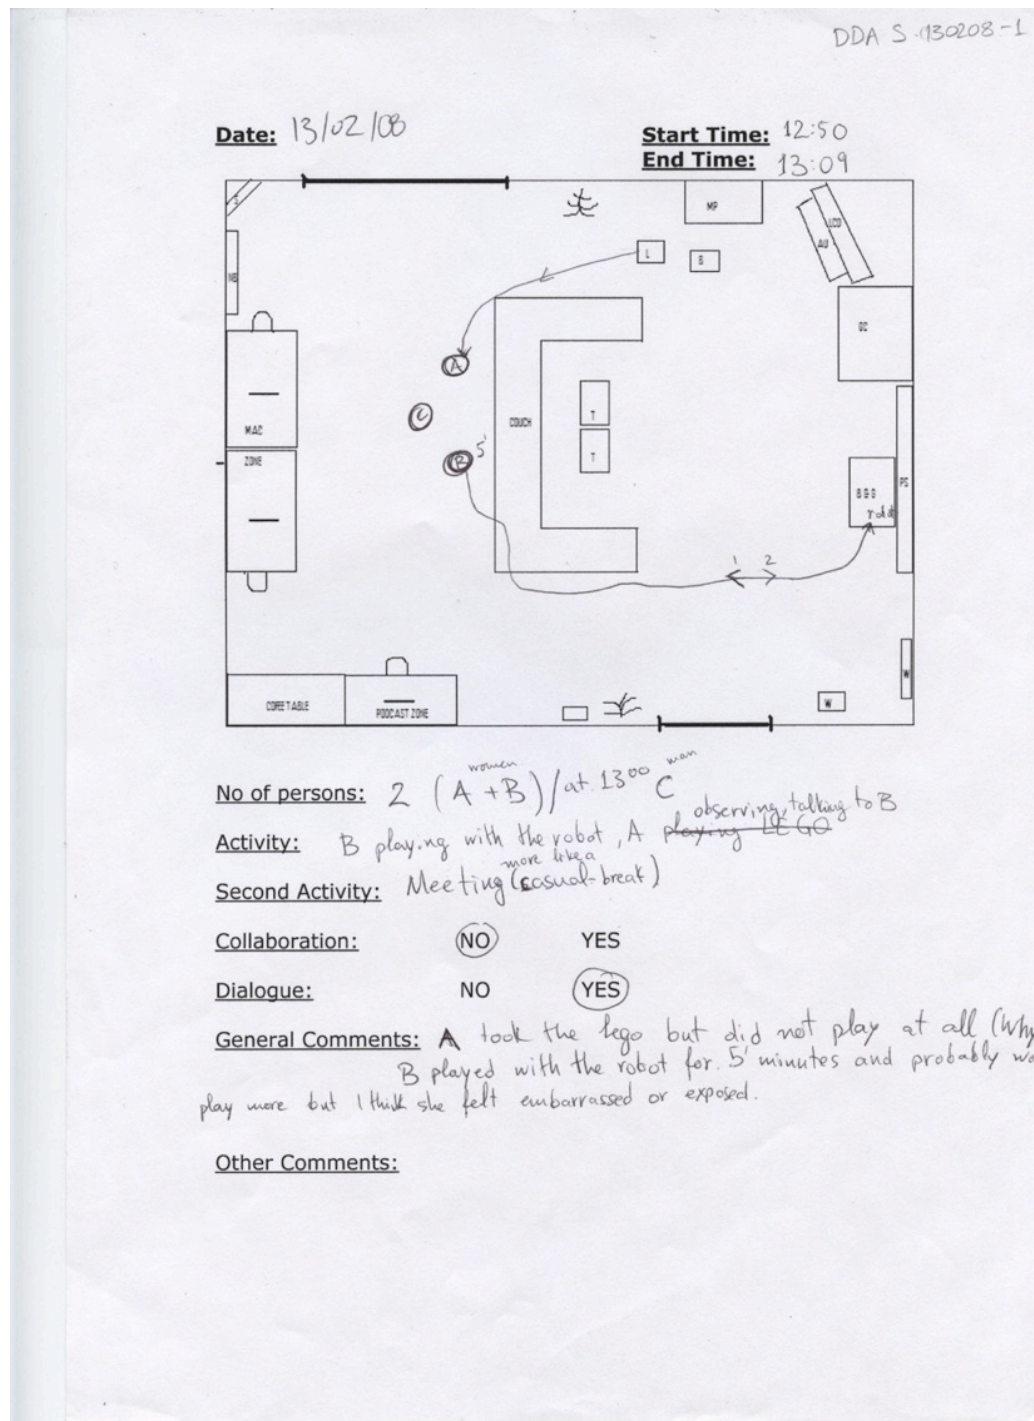 DDA S 130208-1
Date: 13/02/08
Start Time: 12:50
End Time: 13:09
MP
LCD
AU
L
S
NB
GC
A
C
COUCH
T
MAC
B 5'
ZONE
T
PS
BGG
robot
1 2
W
W
COFEE TABLE
PODCAST ZONE
women
man
No of persons: 2 (A + B) / at 1300 C
observing, talking to B
Activity: B playing with the robot, A playing LEGO
more like a
Second Activity: Meeting (casual-break)
Collaboration: NO YES
Dialogue: NO YES
General Comments: A took the lego but did not play at all (Why
B played with the robot for 5' minutes and probably wo
play more but I think she felt embarrassed or exposed.
Other Comments: